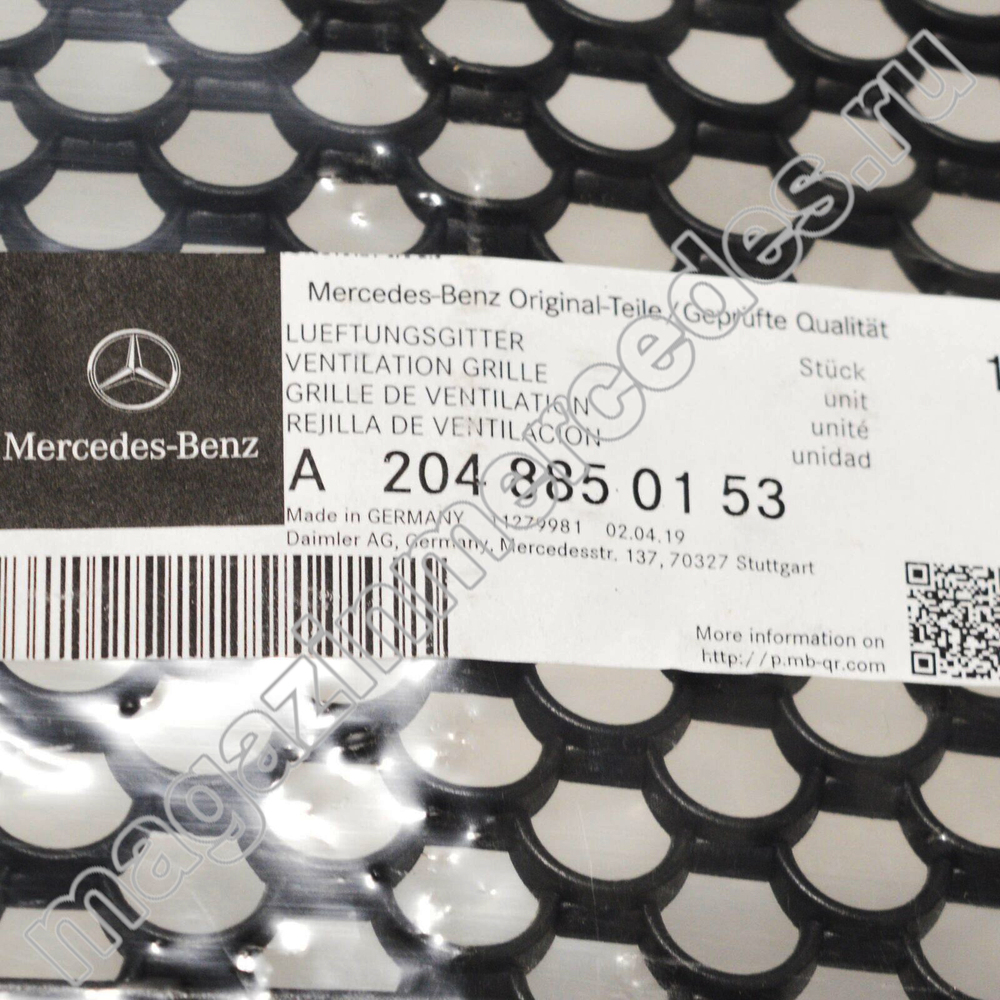 Mercedes-Benz Original-Teile/Geprüfte Qualität
LUEFTUNGSGITTER
VENTILATION GRILLE
GRILLE DE VENTILATION
REJILLA DE VENTILACION
Stück 1
unit
unité
unidad
Mercedes-Benz
A 204 885 01 53
Made in GERMANY 11279981 02.04.19
Daimler AG, Germany, Mercedesstr. 137, 70327 Stuttgart
More information on
http://p.mb-qr.com
magazinmercedes.ru